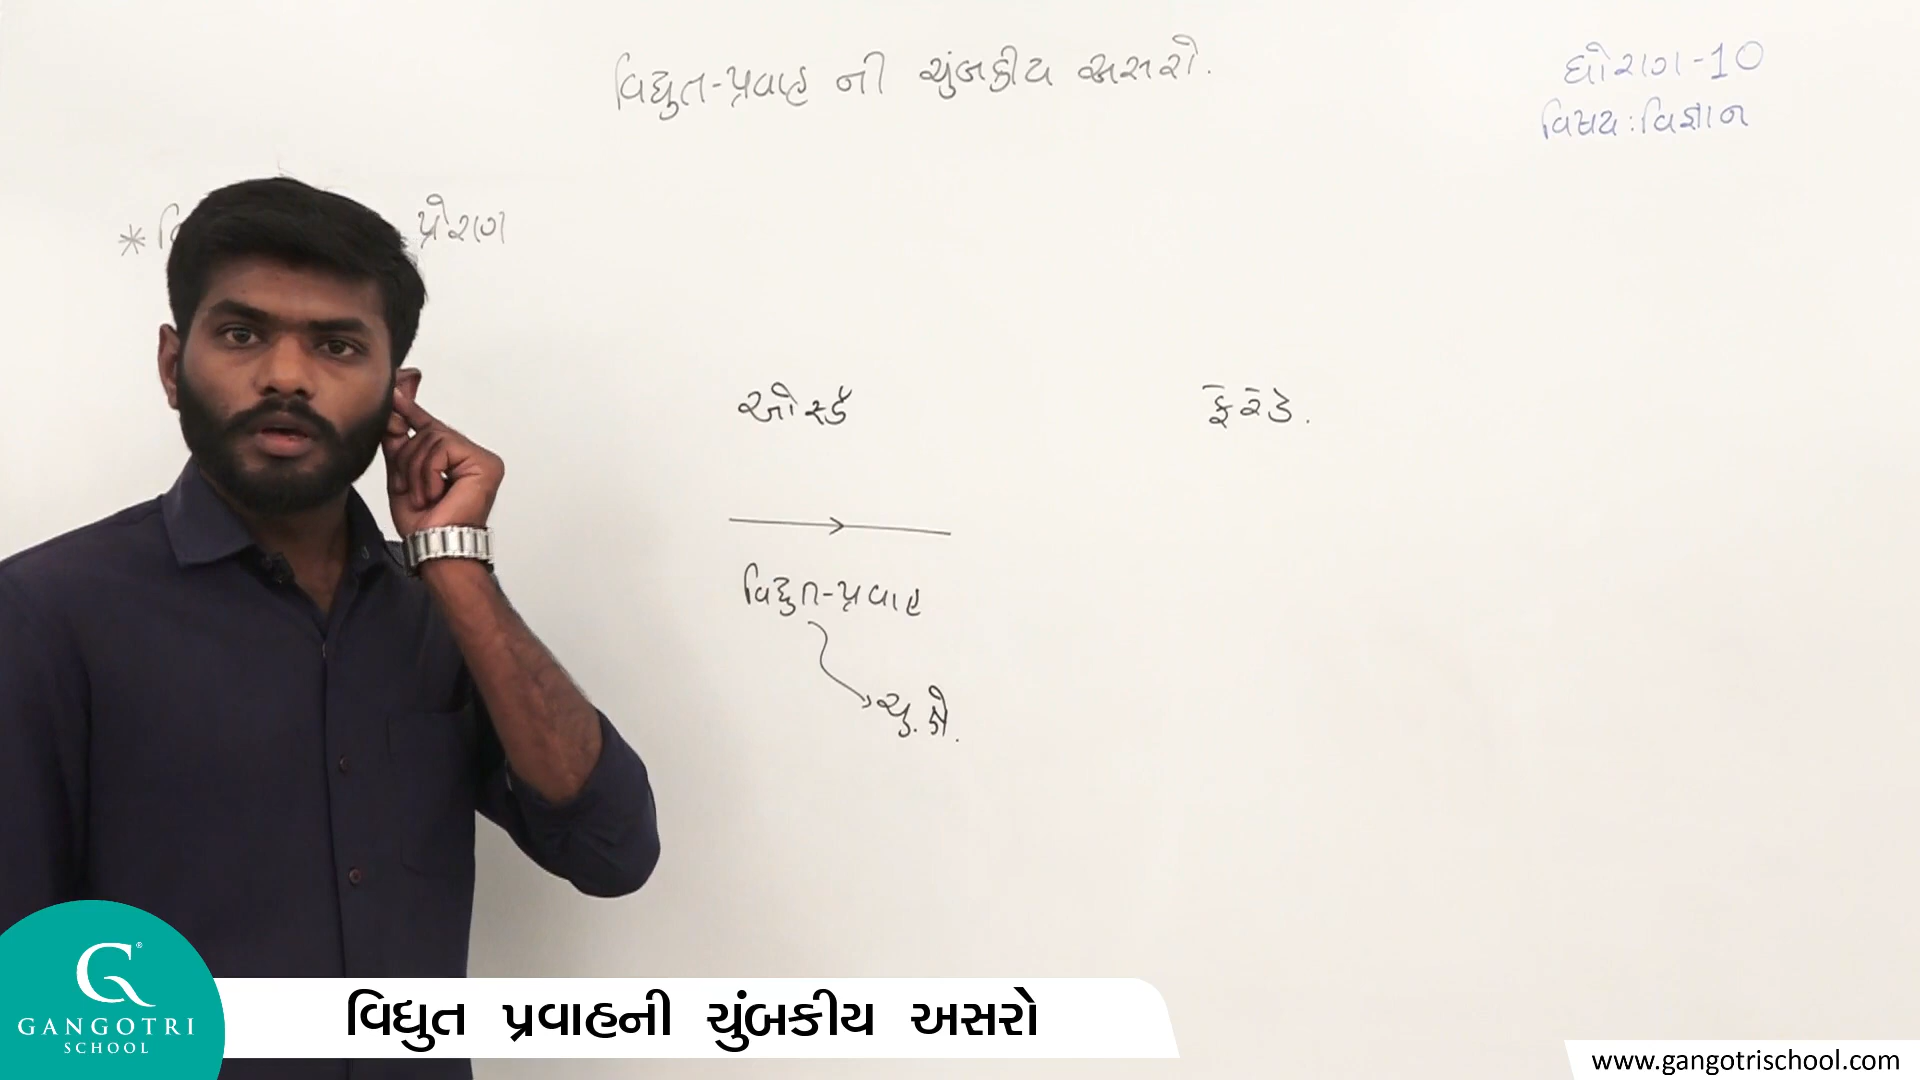 વિદ્યુત-પ્રવાહ ની ચુંબકીય અસરો.
ધોરણ-10
વિષય:વિજ્ઞાન
* પ્રેરણ
ઓર્સ્ટેડ
ફેરેડે.
વિદ્યુત-પ્રવાહ
ચુ.ક્ષે.
GANGOTRI
SCHOOL
વિદ્યુત પ્રવાહની ચુંબકીય અસરો
www.gangotrischool.com